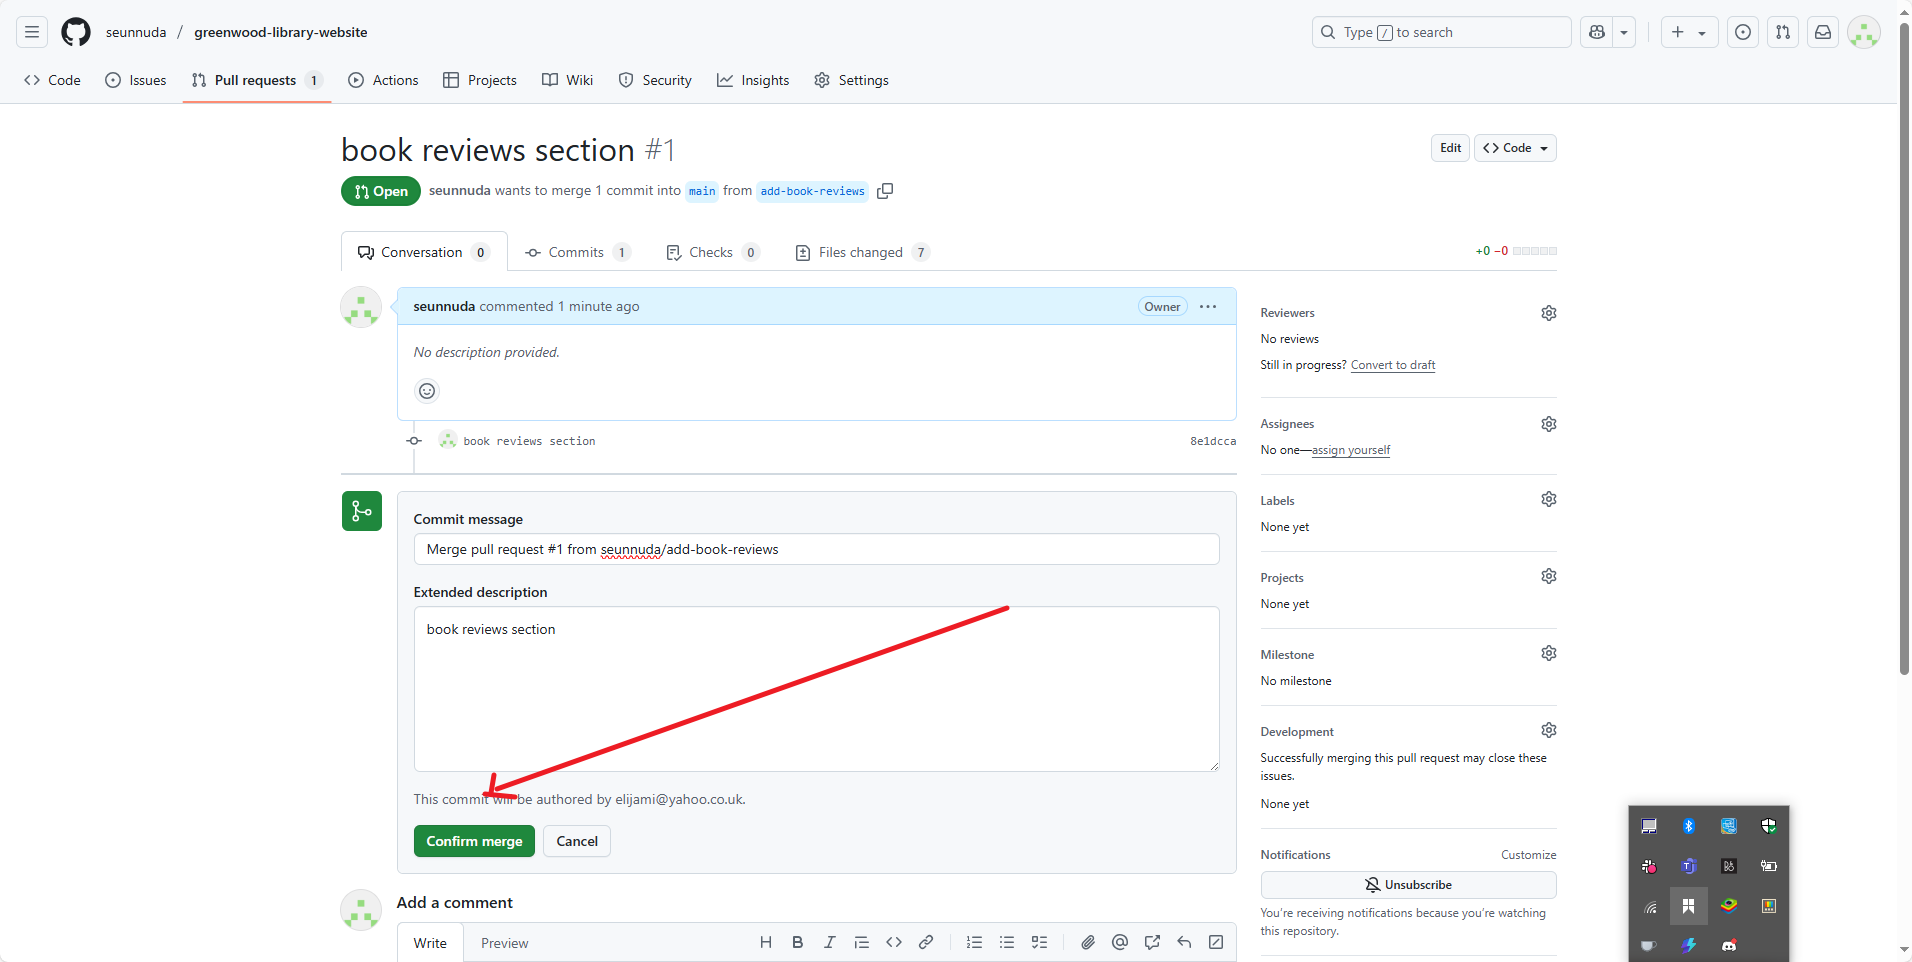 seunnuda / greenwood-library-website
Type / to search
Code Issues Pull requests 1 Actions Projects Wiki Security Insights Settings
book reviews section #1
Edit Code
Open seunnuda wants to merge 1 commit into main from add-book-reviews
Conversation 0 Commits 1 Checks 0 Files changed 7
+0 −0
seunnuda commented 1 minute ago
Owner
No description provided.
book reviews section
8e1dcca
Commit message
Merge pull request #1 from seunnuda/add-book-reviews
Extended description
book reviews section
This commit will be authored by elijami@yahoo.co.uk.
Confirm merge Cancel
Add a comment
Write Preview
Reviewers
No reviews
Still in progress? Convert to draft
Assignees
No one—assign yourself
Labels
None yet
Projects
None yet
Milestone
No milestone
Development
Successfully merging this pull request may close these
issues.
None yet
Notifications Customize
Unsubscribe
You're receiving notifications because you're watching
this repository.